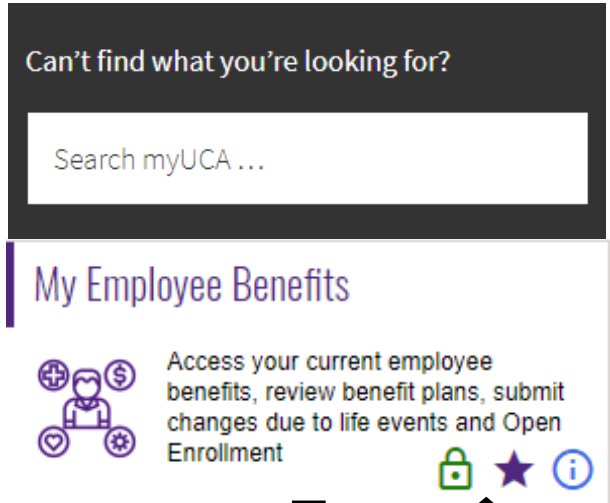 Can’t find what you’re looking for?
Search myUCA …
My Employee Benefits
Access your current employee
benefits, review benefit plans, submit
changes due to life events and Open
Enrollment